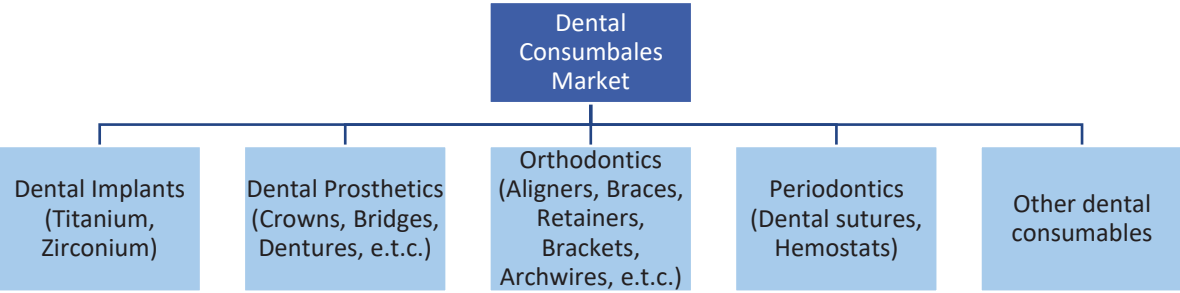 Dental
Consumbales
Market
Dental Implants
(Titanium,
Zirconium)
Dental Prosthetics
(Crowns, Bridges,
Dentures, e.t.c.)
Orthodontics
(Aligners, Braces,
Retainers,
Brackets,
Archwires, e.t.c.)
Periodontics
(Dental sutures,
Hemostats)
Other dental
consumables